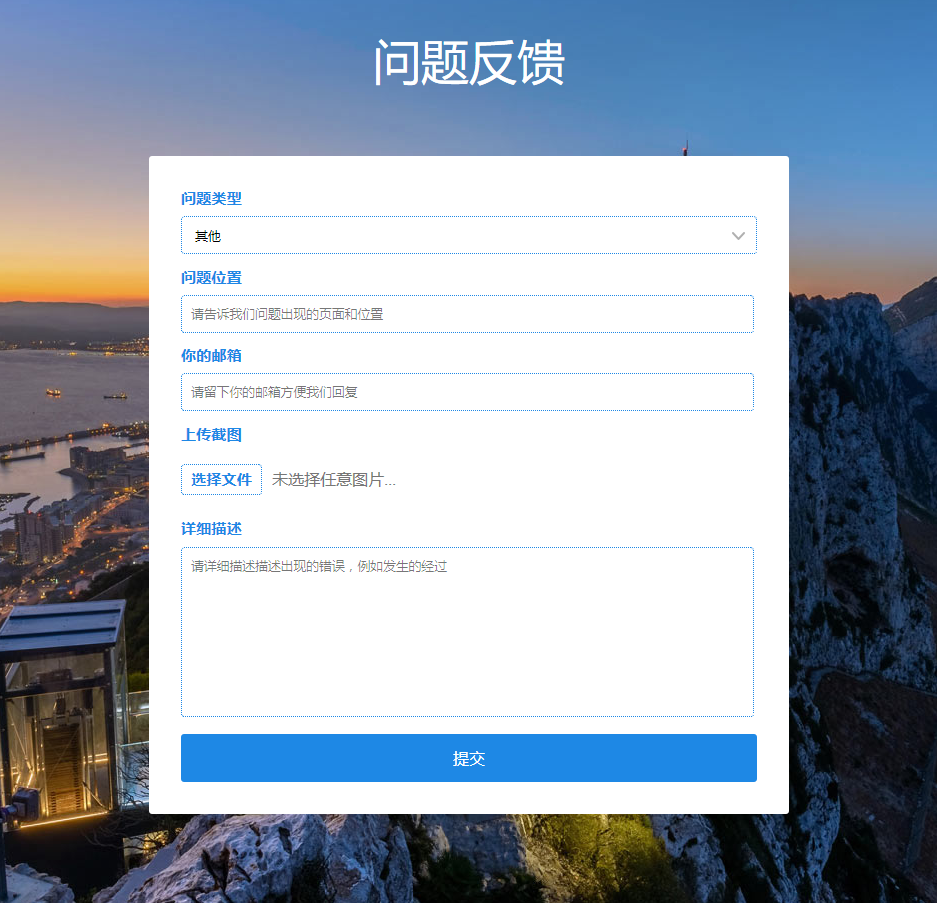 问题反馈
问题类型
其他
问题位置
请告诉我们问题出现的页面和位置
你的邮箱
请留下你的邮箱方便我们回复
上传截图
选择文件 未选择任意图片...
详细描述
请详细描述描述出现的错误，例如发生的经过
提交